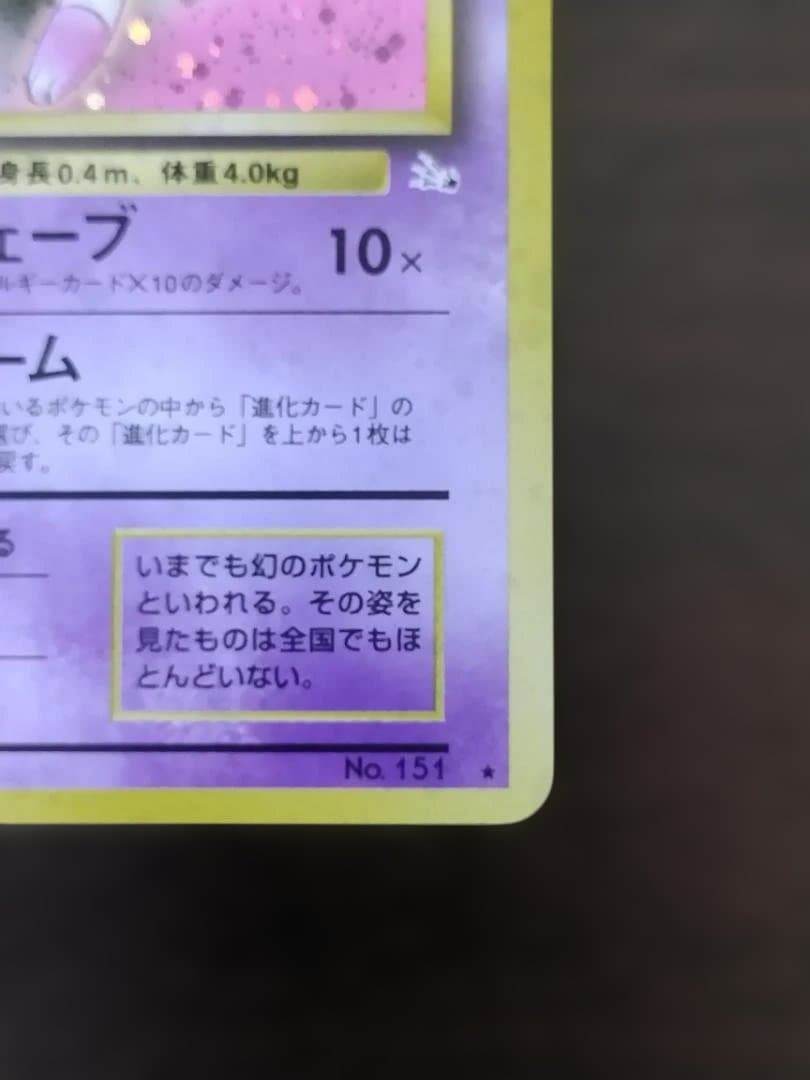 身長0.4m、体重4.0kg
ェーブ
10×
ルギーカード×10のダメージ。
ーム
いるポケモンの中から「進化カード」の
選び、その「進化カード」を上から1枚は
戻す。
る
いまでも幻のポケモン
といわれる。その姿を
見たものは全国でもほ
とんどいない。
No. 151 ★